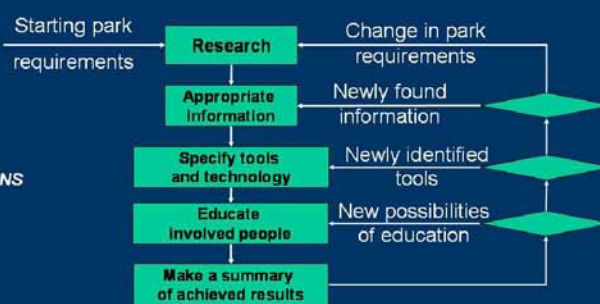 Starting park
requirements
Research
Change in park
requirements
Appropriate
information
Newly found
information
NS
Specify tools
and technology
Newly identified
tools
Educate
involved people
New possibilities
of education
Make a summary
of achieved results